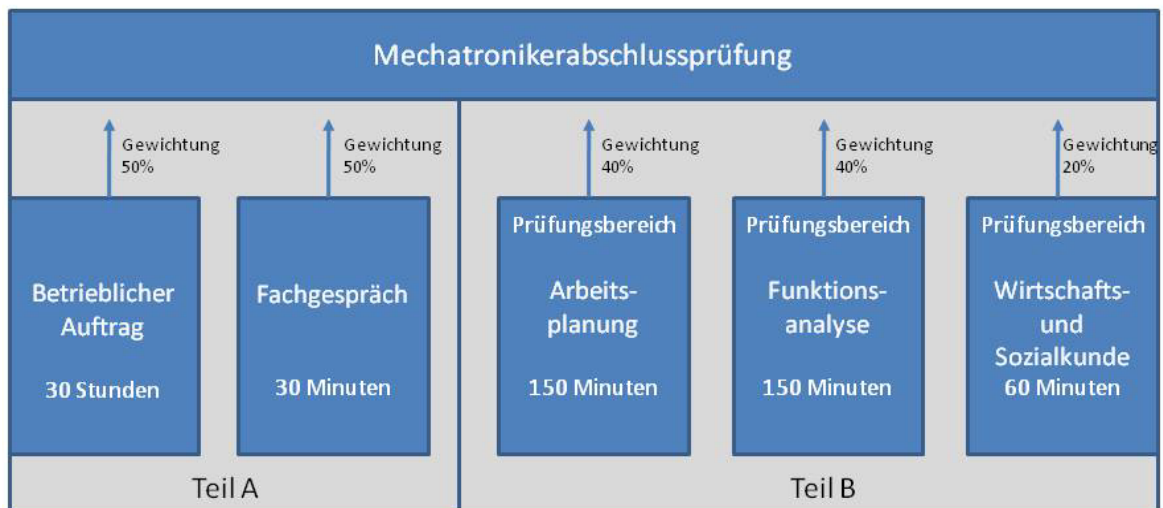 Mechatronikerabschlussprüfung
Gewichtung
50%
Gewichtung
50%
Gewichtung
40%
Gewichtung
40%
Gewichtung
20%
Betrieblicher
Auftrag
30 Stunden
Fachgespräch
30 Minuten
Prüfungsbereich
Arbeits-
planung
150 Minuten
Prüfungsbereich
Funktions-
analyse
150 Minuten
Prüfungsbereich
Wirtschafts-
und
Sozialkunde
60 Minuten
Teil A
Teil B